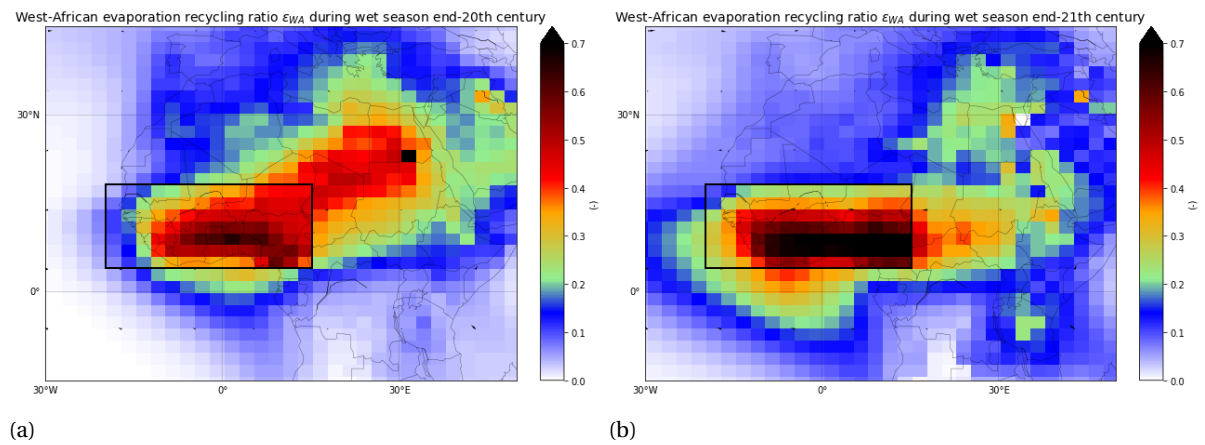 West-African evaporation recycling ratio εWA during wet season end-20th century
30°N
0°
30°W
0°
30°E
0.7
0.6
0.5
0.4
0.3
0.2
0.1
0.0
(-)
(a)
West-African evaporation recycling ratio εWA during wet season end-21th century
30°N
0°
30°W
0°
30°E
0.7
0.6
0.5
0.4
0.3
0.2
0.1
0.0
(-)
(b)